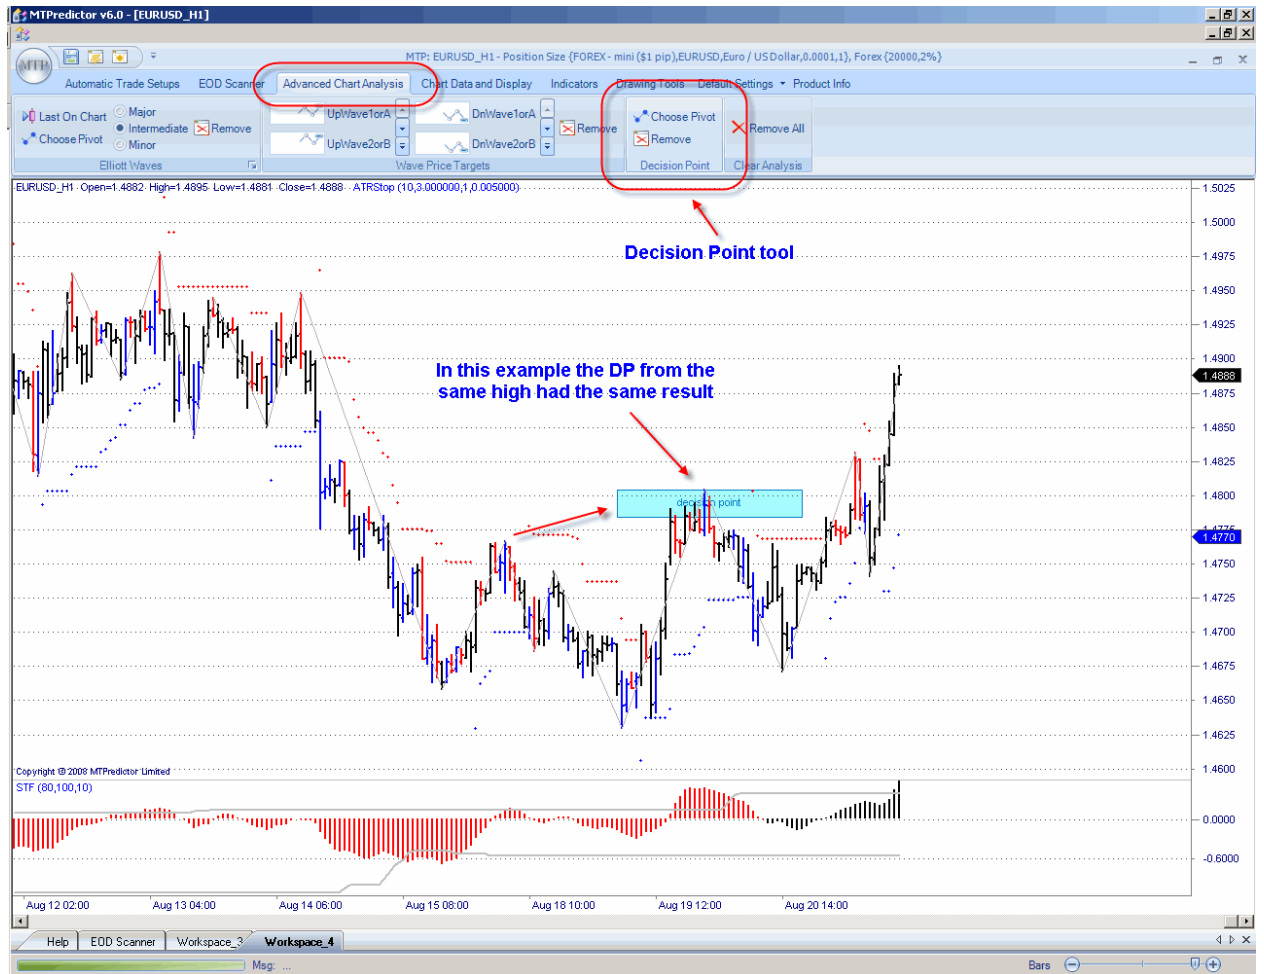 MTPredictor v6.0 - [EURUSD_H1]
MTP
MTP: EURUSD_H1 - Position Size {FOREX - mini ($1 pip),EURUSD,Euro / US Dollar,0.0001,1}, Forex {20000,2%}
Automatic Trade Setups EOD Scanner Advanced Chart Analysis Chart Data and Display Indicators Drawing Tools Default Settings Product Info
Last On Chart Major
Intermediate Remove
Choose Pivot Minor
Elliott Waves
UpWave1orA DnWave1orA
Remove
UpWave2orB DnWave2orB
Wave Price Targets
Choose Pivot
Remove
Decision Point
Remove All
Clear Analysis
EURUSD_H1 Open=1.4882 High=1.4895 Low=1.4881 Close=1.4888 ATRStop (10,3.000000,1,0.005000)
Decision Point tool
In this example the DP from the
same high had the same result
decision point
1.5025
1.5000
1.4975
1.4950
1.4925
1.4900
1.4888
1.4875
1.4850
1.4825
1.4800
1.4775
1.4770
1.4750
1.4725
1.4700
1.4675
1.4650
1.4625
1.4600
Copyright © 2008 MTPredictor Limited
STF (80,100,10)
0.0000
-0.6000
Aug 12 02:00 Aug 13 04:00 Aug 14 06:00 Aug 15 08:00 Aug 18 10:00 Aug 19 12:00 Aug 20 14:00
Help EOD Scanner Workspace_3 Workspace_4
Msg: ... Bars